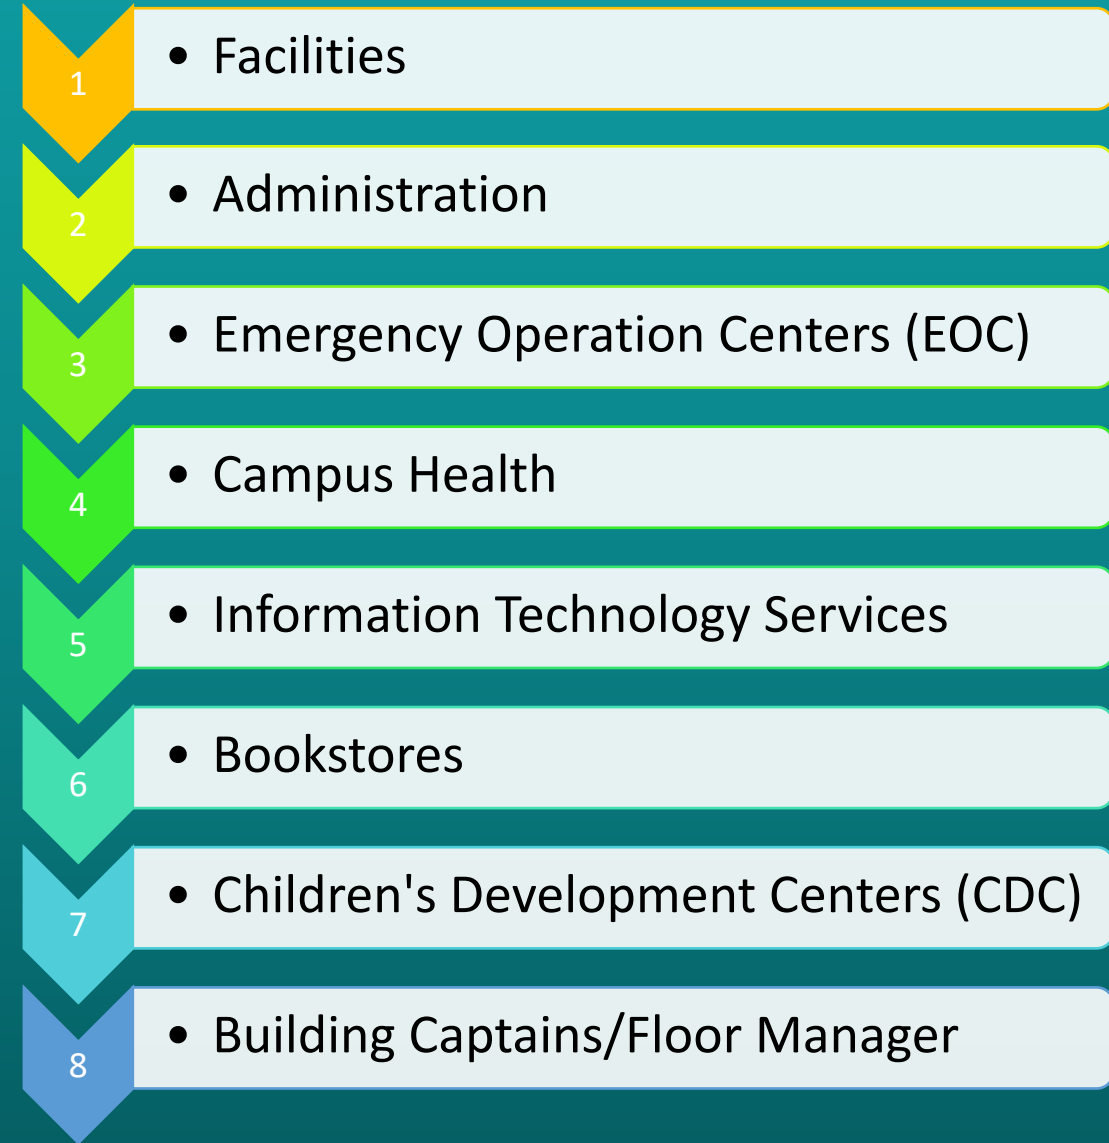 1
• Facilities
2
• Administration
3
• Emergency Operation Centers (EOC)
4
• Campus Health
5
• Information Technology Services
6
• Bookstores
7
• Children's Development Centers (CDC)
8
• Building Captains/Floor Manager